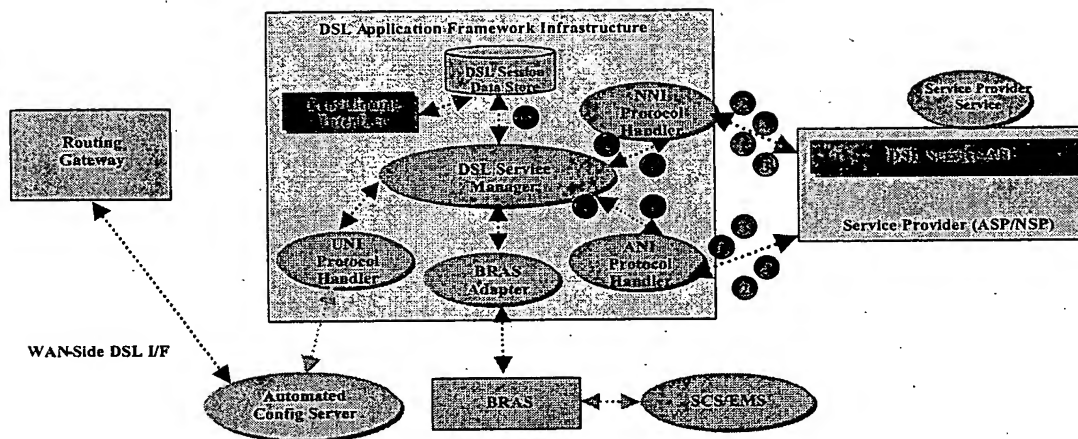 DSL Application Framework Infrastructure
DSL Session
Data Store
NNI
Protocol
Handler
Service Provider
Service
Routing
Gateway
DSL Service
Manager
Service Provider (ASP/NSP)
UNI
Protocol
Handler
BRAS
Adapter
ANI
Protocol
Handler
WAN-Side DSL I/F
Automated
Config Server
BRAS
SCS/EMS